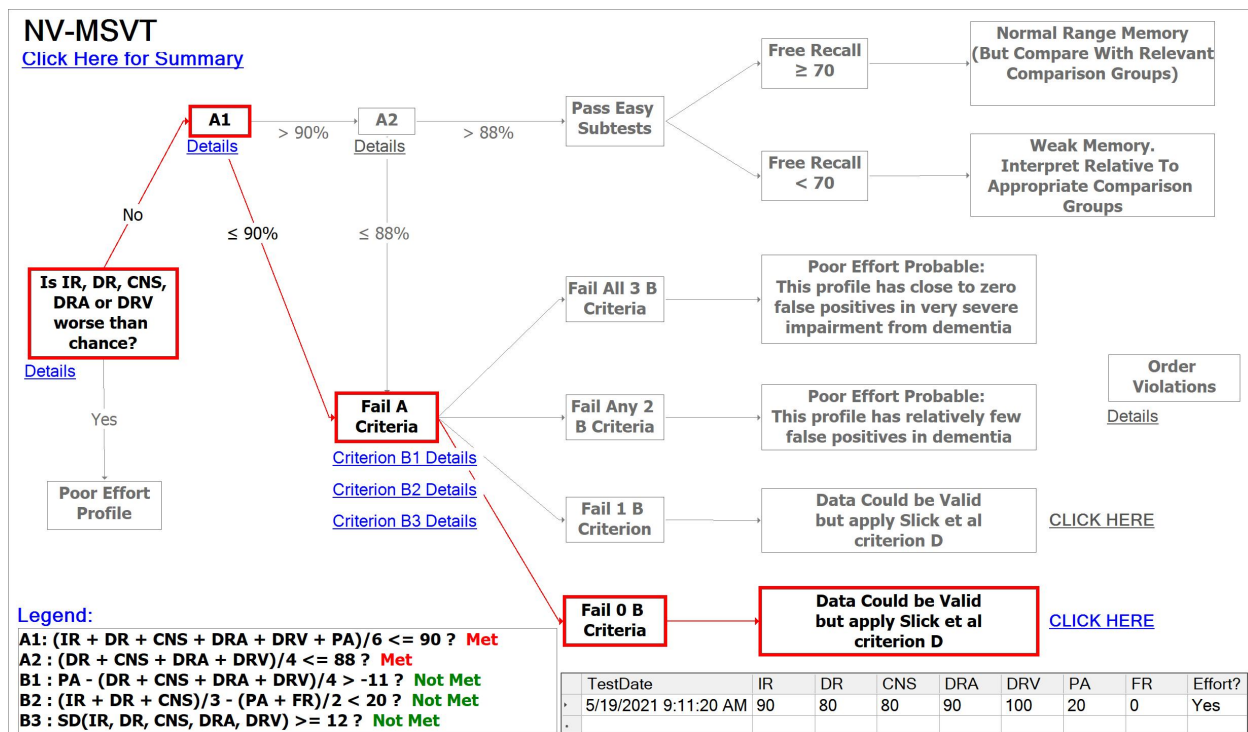 NV-MSVT
Click Here for Summary
A1
Details
> 90%
A2
Details
> 88%
Pass Easy
Subtests
Free Recall
≥ 70
Normal Range Memory
(But Compare With Relevant
Comparison Groups)
Free Recall
< 70
Weak Memory.
Interpret Relative To
Appropriate Comparison
Groups
No
≤ 90%
≤ 88%
Is IR, DR, CNS,
DRA or DRV
worse than
chance?
Details
Yes
Poor Effort
Profile
Fail A
Criteria
Criterion B1 Details
Criterion B2 Details
Criterion B3 Details
Fail All 3 B
Criteria
Poor Effort Probable:
This profile has close to zero
false positives in very severe
impairment from dementia
Fail Any 2
B Criteria
Poor Effort Probable:
This profile has relatively few
false positives in dementia
Order
Violations
Details
Fail 1 B
Criterion
Data Could be Valid
but apply Slick et al
criterion D
CLICK HERE
Fail 0 B
Criteria
Data Could be Valid
but apply Slick et al
criterion D
CLICK HERE
Legend:
A1: (IR + DR + CNS + DRA + DRV + PA)/6 <= 90 ? Met
A2 : (DR + CNS + DRA + DRV)/4 <= 88 ? Met
B1 : PA - (DR + CNS + DRA + DRV)/4 > -11 ? Not Met
B2 : (IR + DR + CNS)/3 - (PA + FR)/2 < 20 ? Not Met
B3 : SD(IR, DR, CNS, DRA, DRV) >= 12 ? Not Met
TestDate IR DR CNS DRA DRV PA FR Effort?
5/19/2021 9:11:20 AM 90 80 80 90 100 20 0 Yes